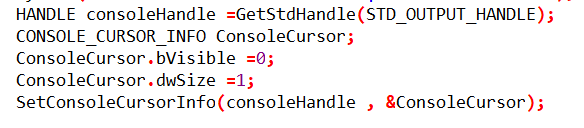 HANDLE consoleHandle =GetStdHandle(STD_OUTPUT_HANDLE);
CONSOLE_CURSOR_INFO ConsoleCursor;
ConsoleCursor.bVisible =0;
ConsoleCursor.dwSize =1;
SetConsoleCursorInfo(consoleHandle , &ConsoleCursor);